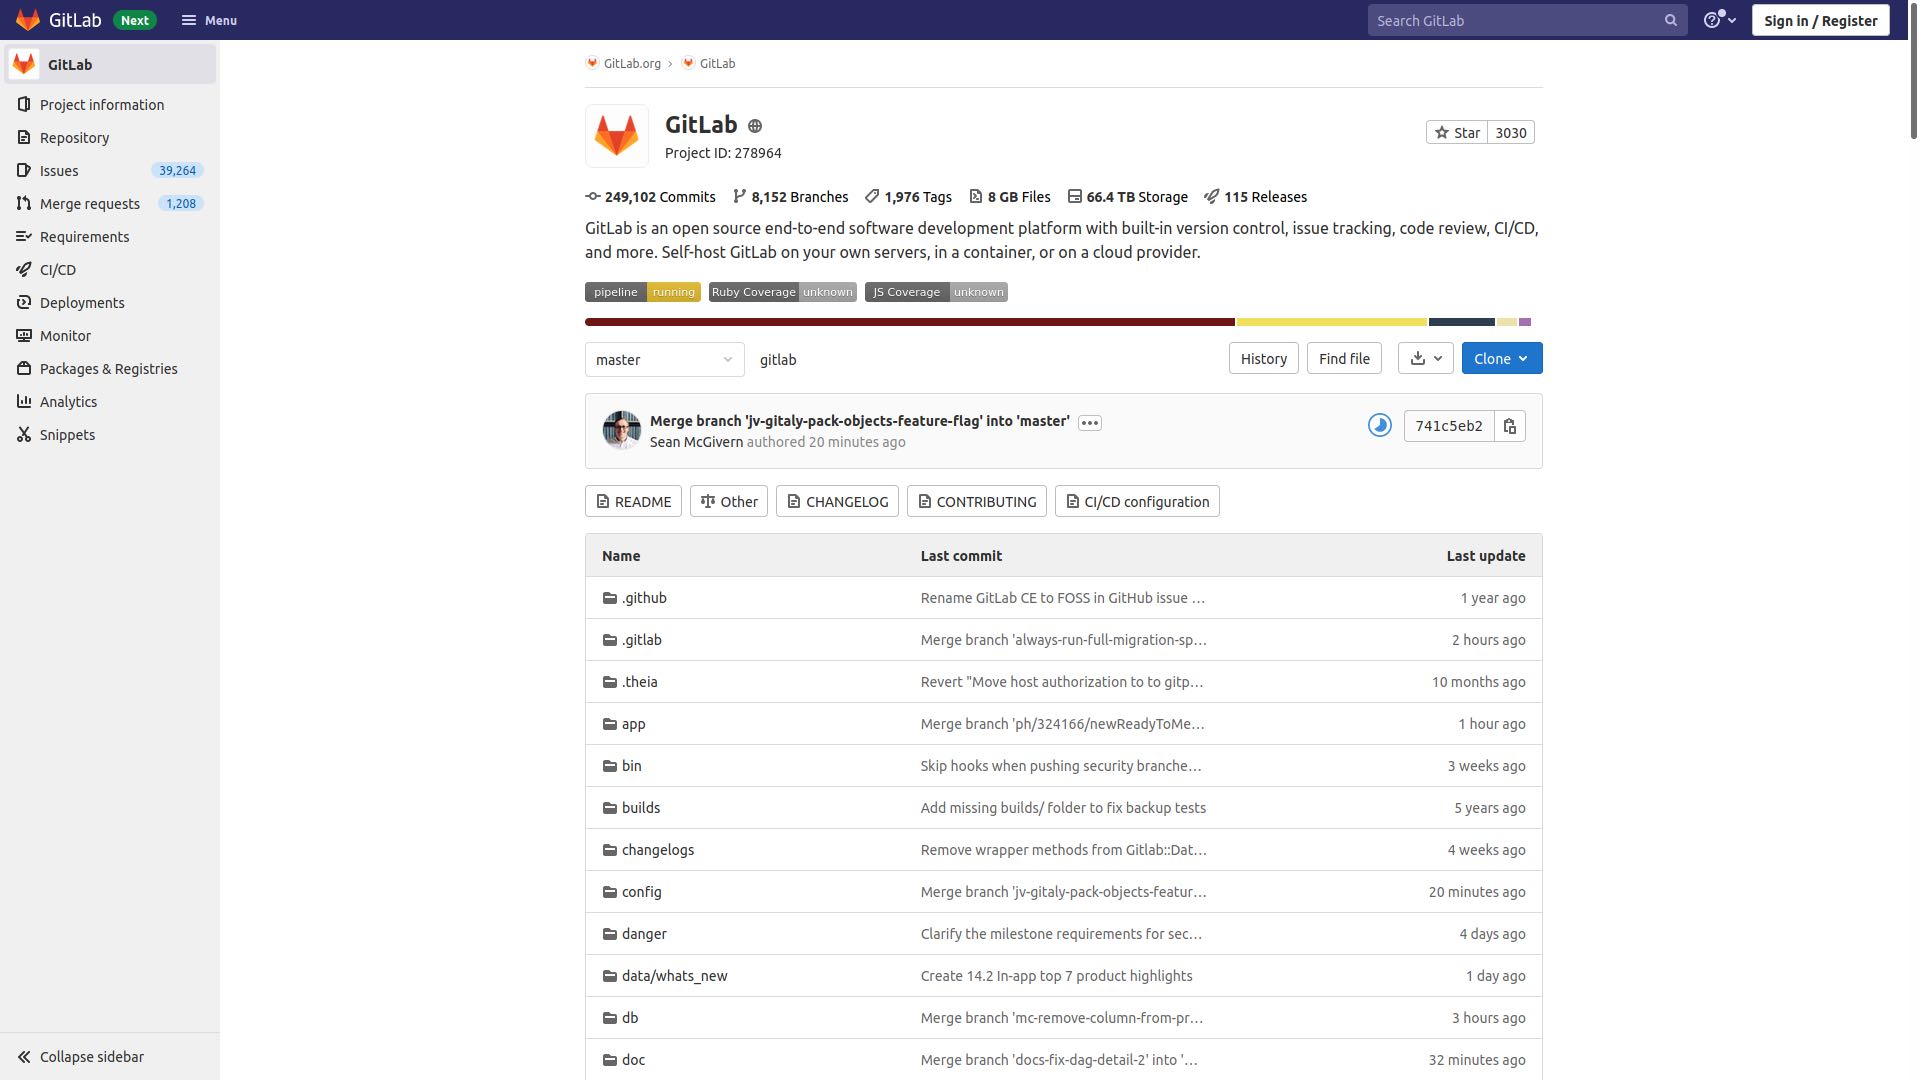 GitLab Next Menu Search GitLab Sign in / Register
GitLab
Project information
Repository
Issues 39,264
Merge requests 1,208
Requirements
CI/CD
Deployments
Monitor
Packages & Registries
Analytics
Snippets
Collapse sidebar
GitLab.org › GitLab
GitLab
Project ID: 278964
Star 3030
249,102 Commits 8,152 Branches 1,976 Tags 8 GB Files 66.4 TB Storage 115 Releases
GitLab is an open source end-to-end software development platform with built-in version control, issue tracking, code review, CI/CD,
and more. Self-host GitLab on your own servers, in a container, or on a cloud provider.
pipeline running Ruby Coverage unknown JS Coverage unknown
master gitlab History Find file Clone
Merge branch 'jv-gitaly-pack-objects-feature-flag' into 'master'
Sean McGivern authored 20 minutes ago
741c5eb2
README Other CHANGELOG CONTRIBUTING CI/CD configuration
Name Last commit Last update
.github Rename GitLab CE to FOSS in GitHub issue … 1 year ago
.gitlab Merge branch 'always-run-full-migration-sp… 2 hours ago
.theia Revert "Move host authorization to to gitp… 10 months ago
app Merge branch 'ph/324166/newReadyToMe… 1 hour ago
bin Skip hooks when pushing security branche… 3 weeks ago
builds Add missing builds/ folder to fix backup tests 5 years ago
changelogs Remove wrapper methods from Gitlab::Dat… 4 weeks ago
config Merge branch 'jv-gitaly-pack-objects-featur… 20 minutes ago
danger Clarify the milestone requirements for sec… 4 days ago
data/whats_new Create 14.2 In-app top 7 product highlights 1 day ago
db Merge branch 'mc-remove-column-from-pr… 3 hours ago
doc Merge branch 'docs-fix-dag-detail-2' into '… 32 minutes ago